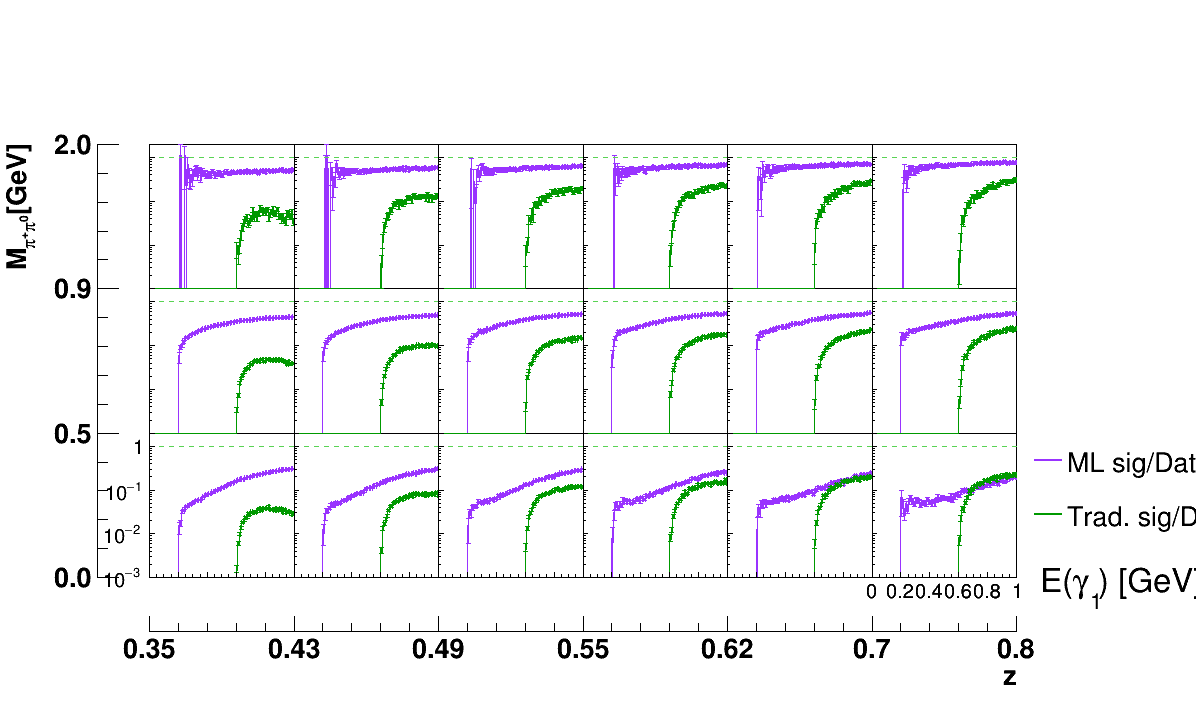 M π⁺π⁰ [GeV]
2.0
0.9
0.5
0.0
1
10⁻¹
10⁻²
10⁻³
0 0.2 0.4 0.6 0.8 1
E(γ₁) [GeV]
ML sig/Dat
Trad. sig/D
0.35 0.43 0.49 0.55 0.62 0.7 0.8
z